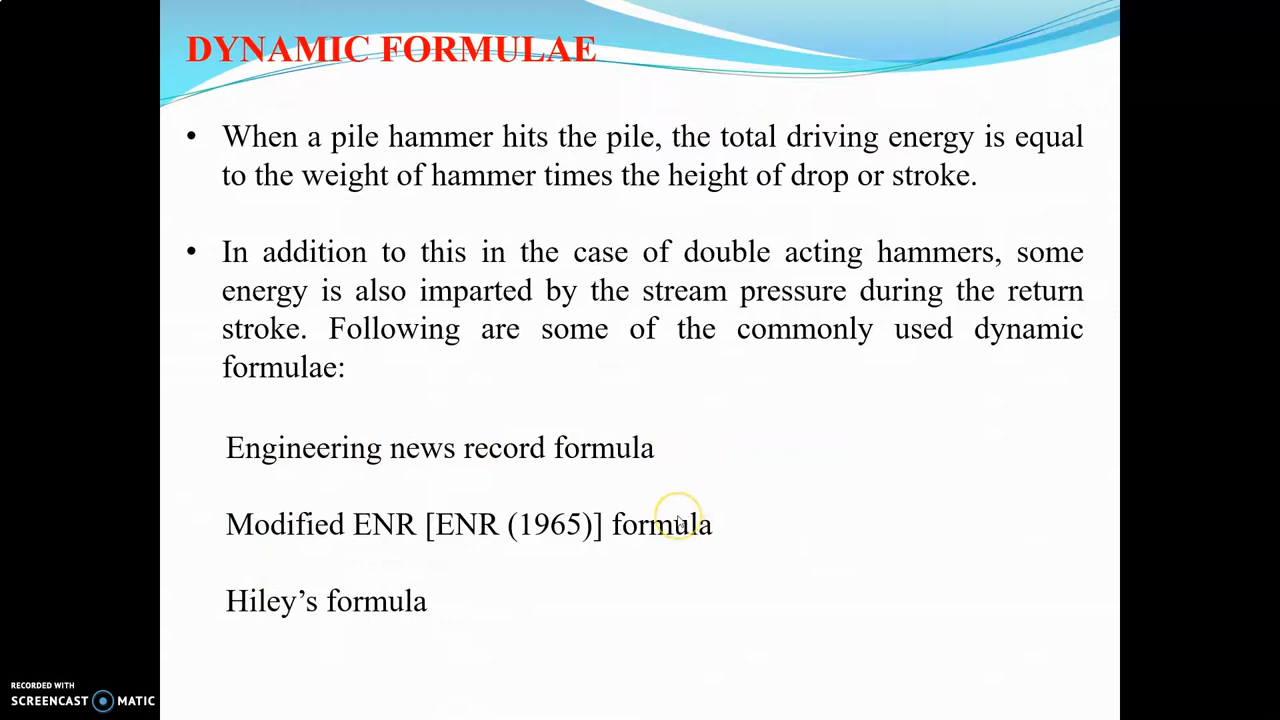 DYNAMIC FORMULAE
• When a pile hammer hits the pile, the total driving energy is equal
to the weight of hammer times the height of drop or stroke.
• In addition to this in the case of double acting hammers, some
energy is also imparted by the stream pressure during the return
stroke. Following are some of the commonly used dynamic
formulae:
Engineering news record formula
Modified ENR [ENR (1965)] formula
Hiley’s formula
RECORDED WITH
SCREENCAST MATIC